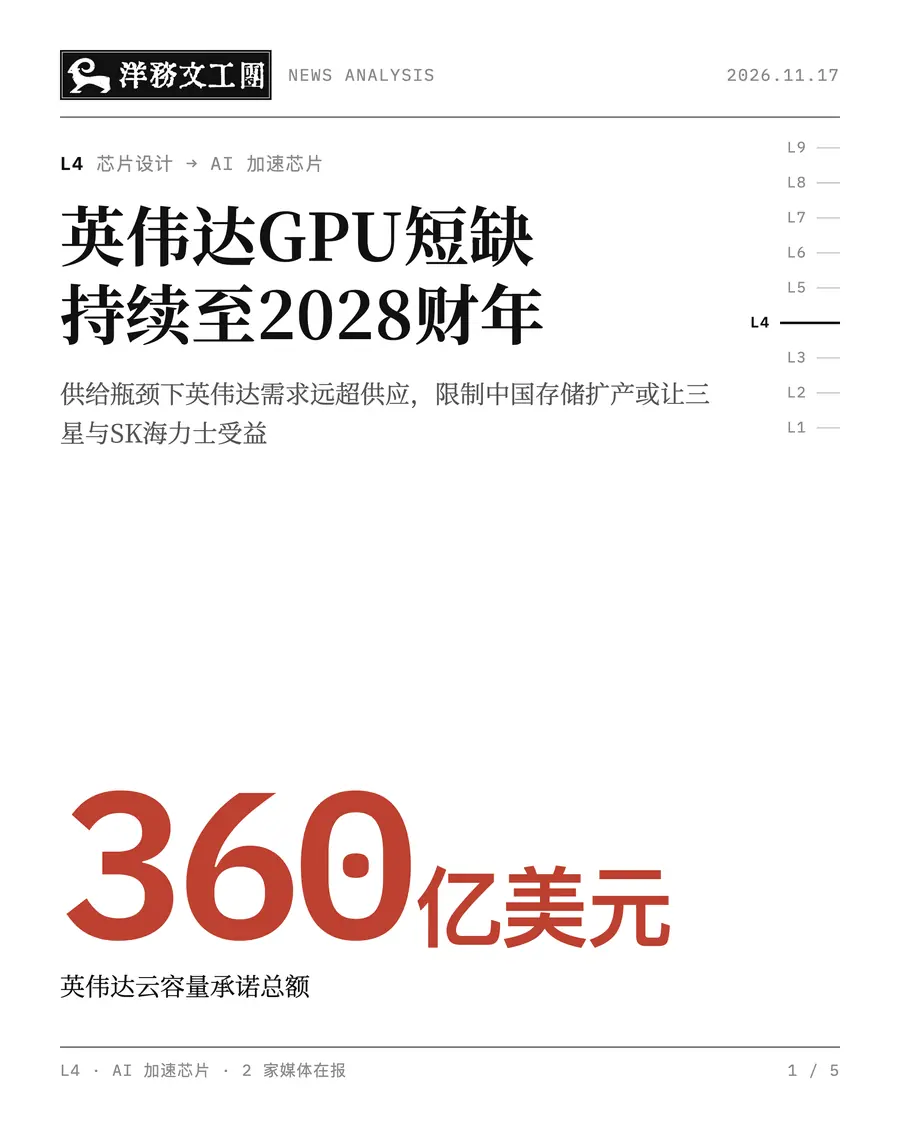 洋務文工團
NEWS ANALYSIS
2026.11.17
L4 芯片设计 → AI 加速芯片
英伟达GPU短缺
持续至2028财年
供给瓶颈下英伟达需求远超供应，限制中国存储扩产或让三
星与SK海力士受益
L9
L8
L7
L6
L5
L4
L3
L2
L1
360亿美元
英伟达云容量承诺总额
L4 · AI 加速芯片 · 2 家媒体在报
1 / 5